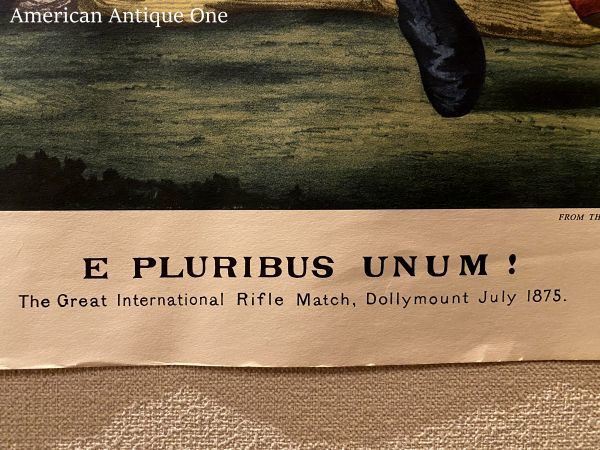 American Antique One
FROM TH
E PLURIBUS UNUM !
The Great International Rifle Match, Dollymount July 1875.